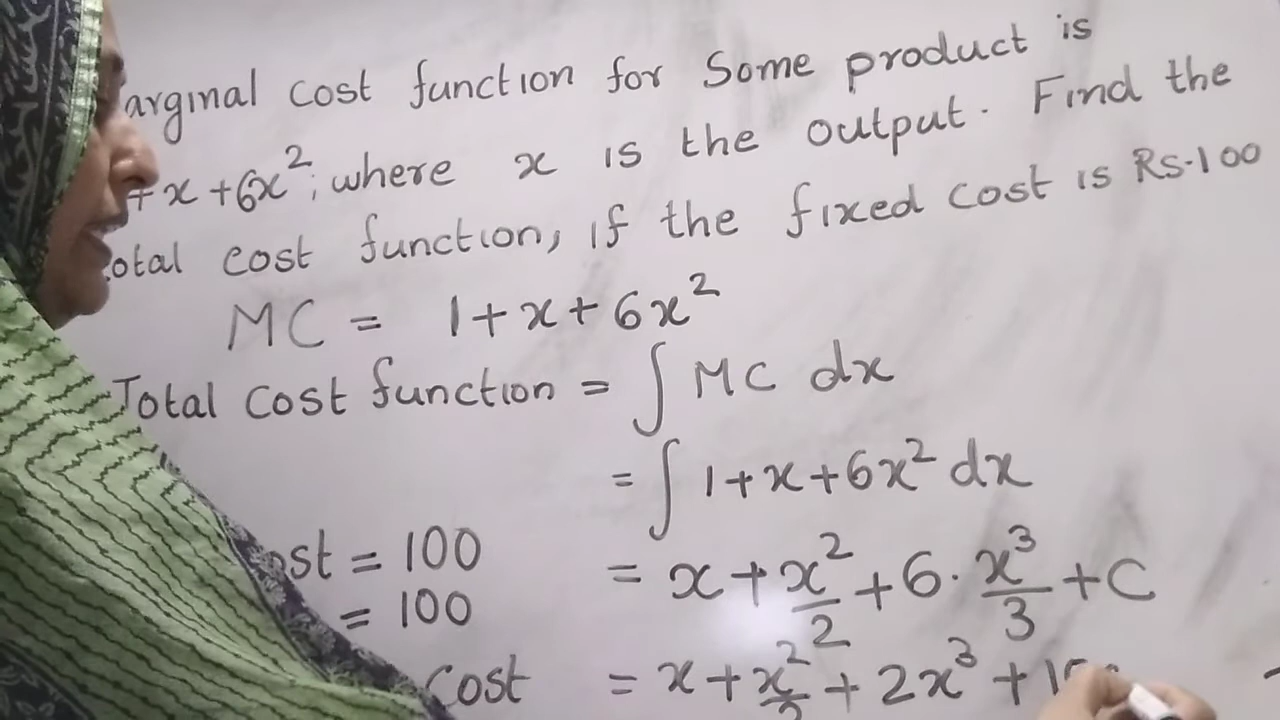 arginal cost function for some product is
+ x + 6x²; where x is the output. Find the
otal cost function, if the fixed cost is Rs.100
MC = 1 + x + 6x²
Total cost function = ∫ MC dx
= ∫ 1 + x + 6x² dx
ost = 100
= x + x²/2 + 6. x³/3 + C
= 100
cost = x + x²/2 + 2x³ +